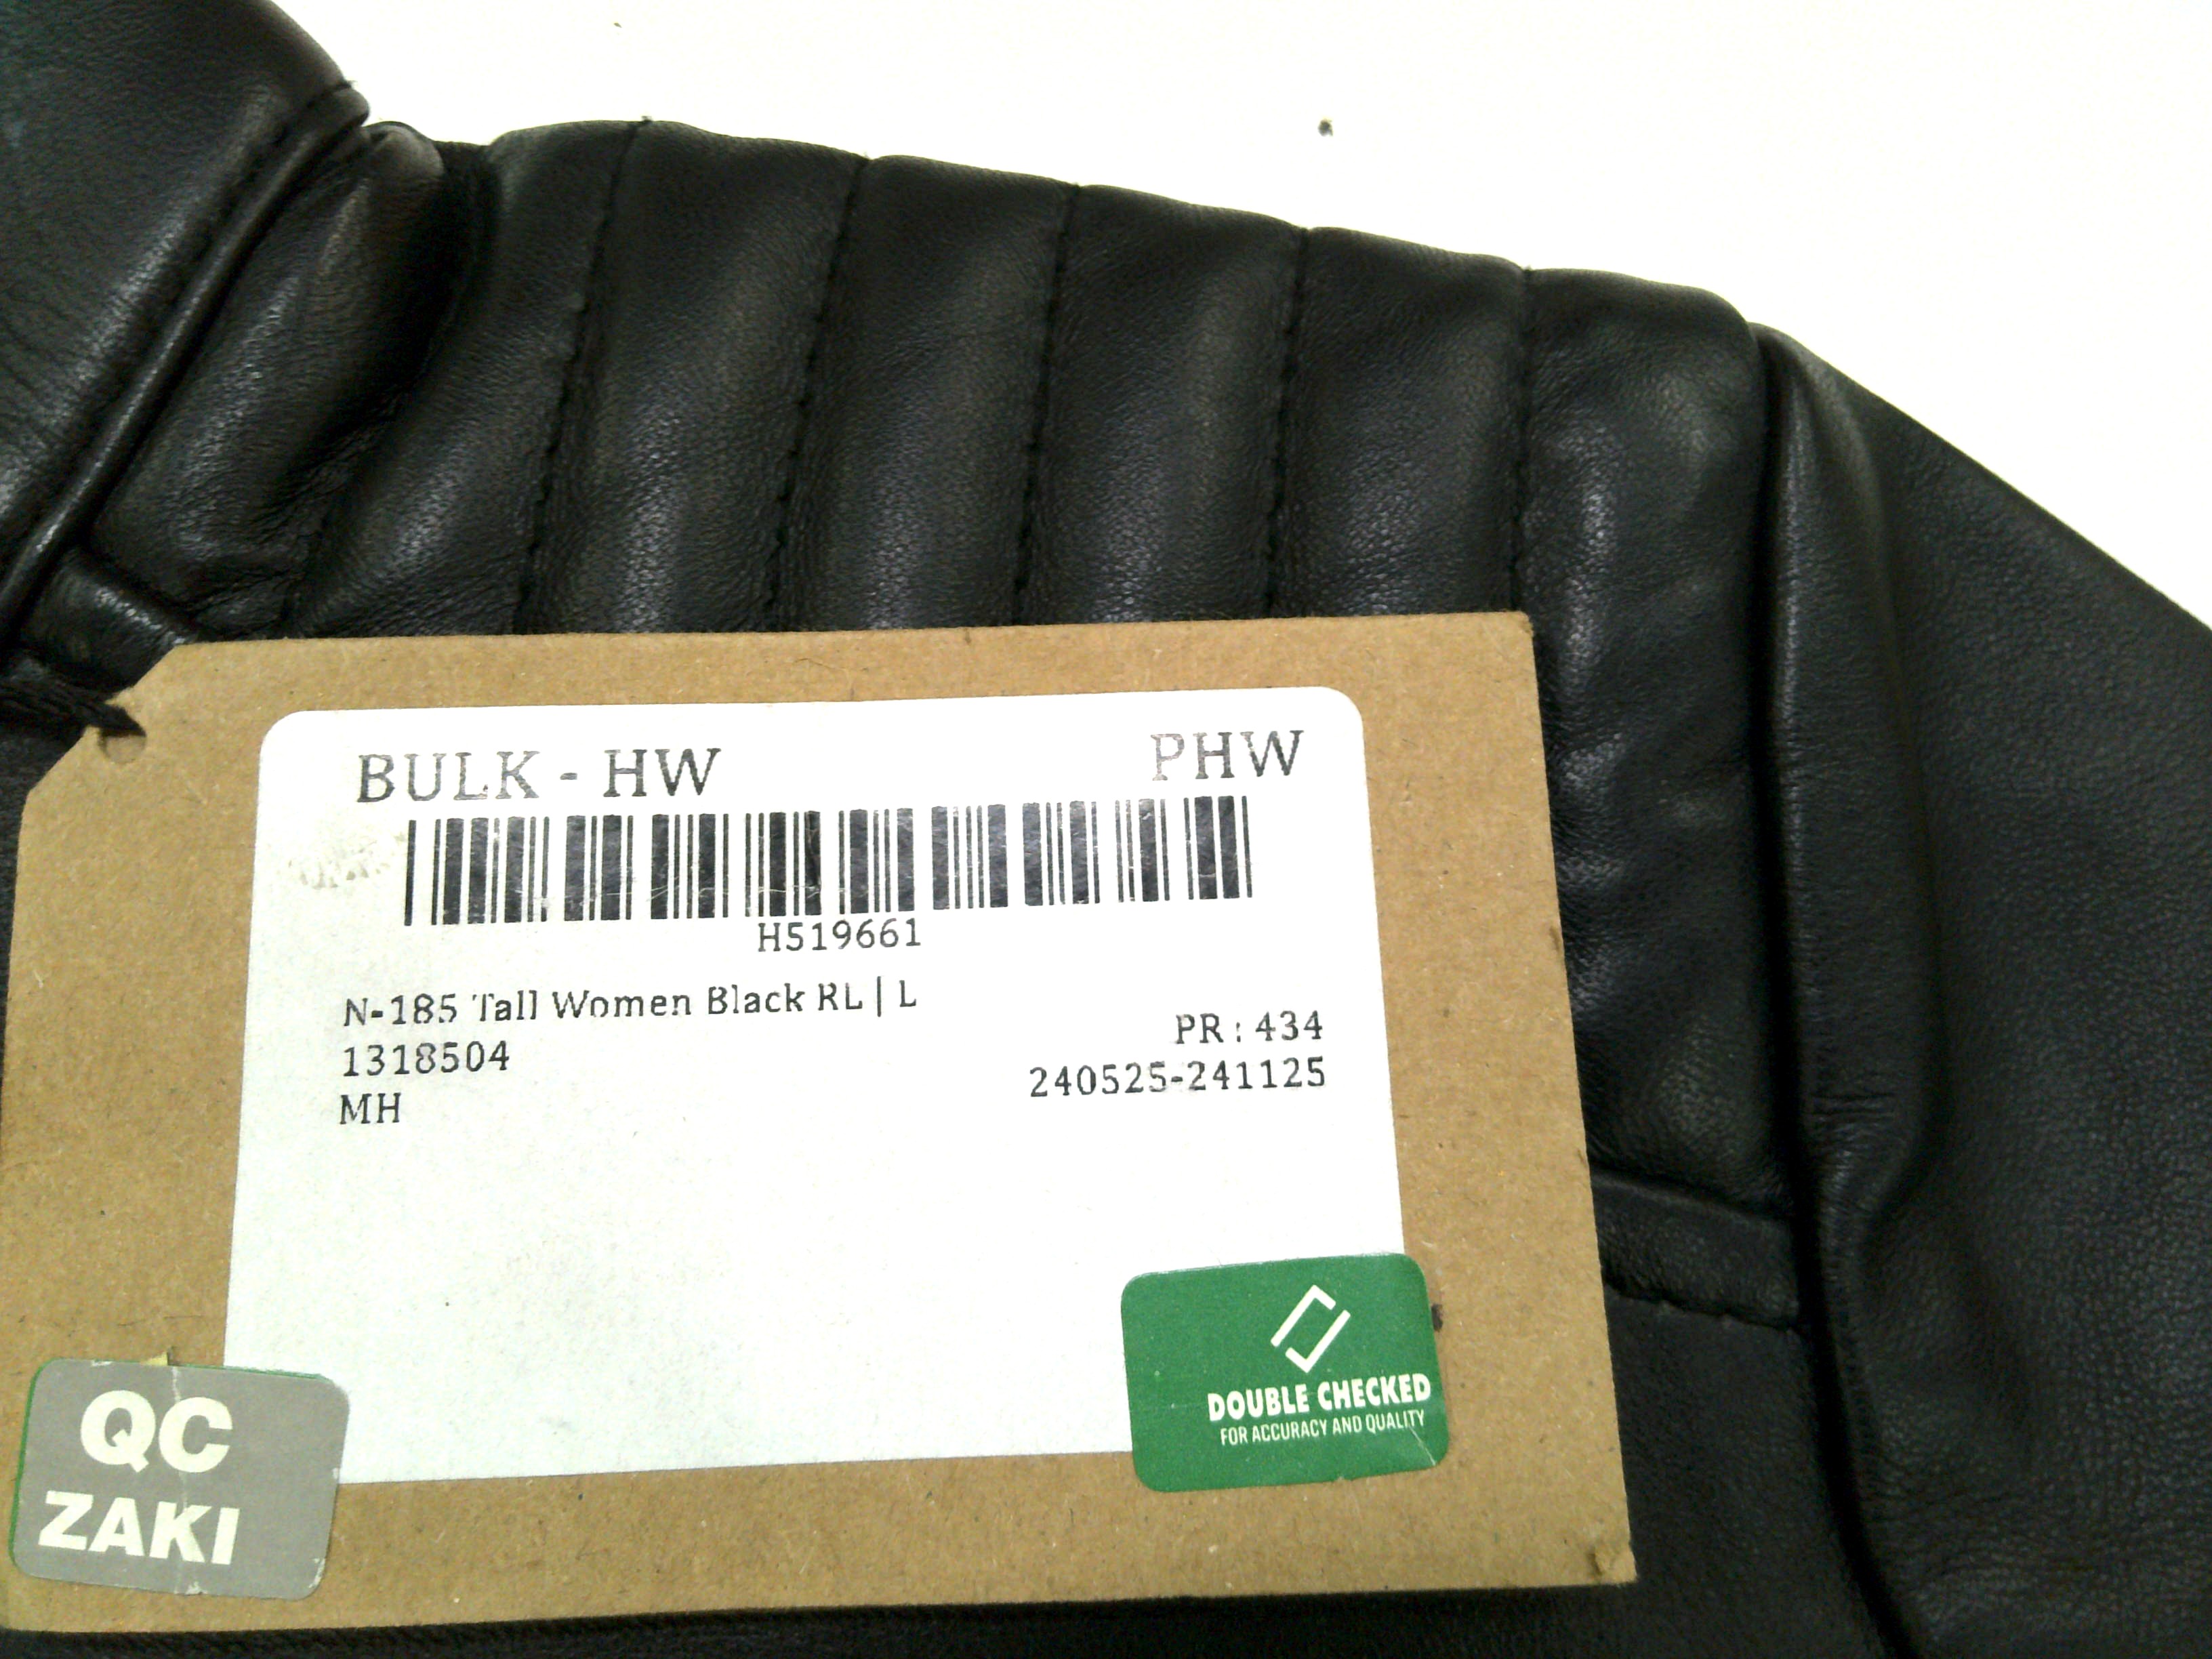 BULK - HW PHW
H519661
N-185 Tall Women Black RL | L
1318504
PR : 434
MH
240525-241125
DOUBLE CHECKED
FOR ACCURACY AND QUALITY
QC
ZAKI